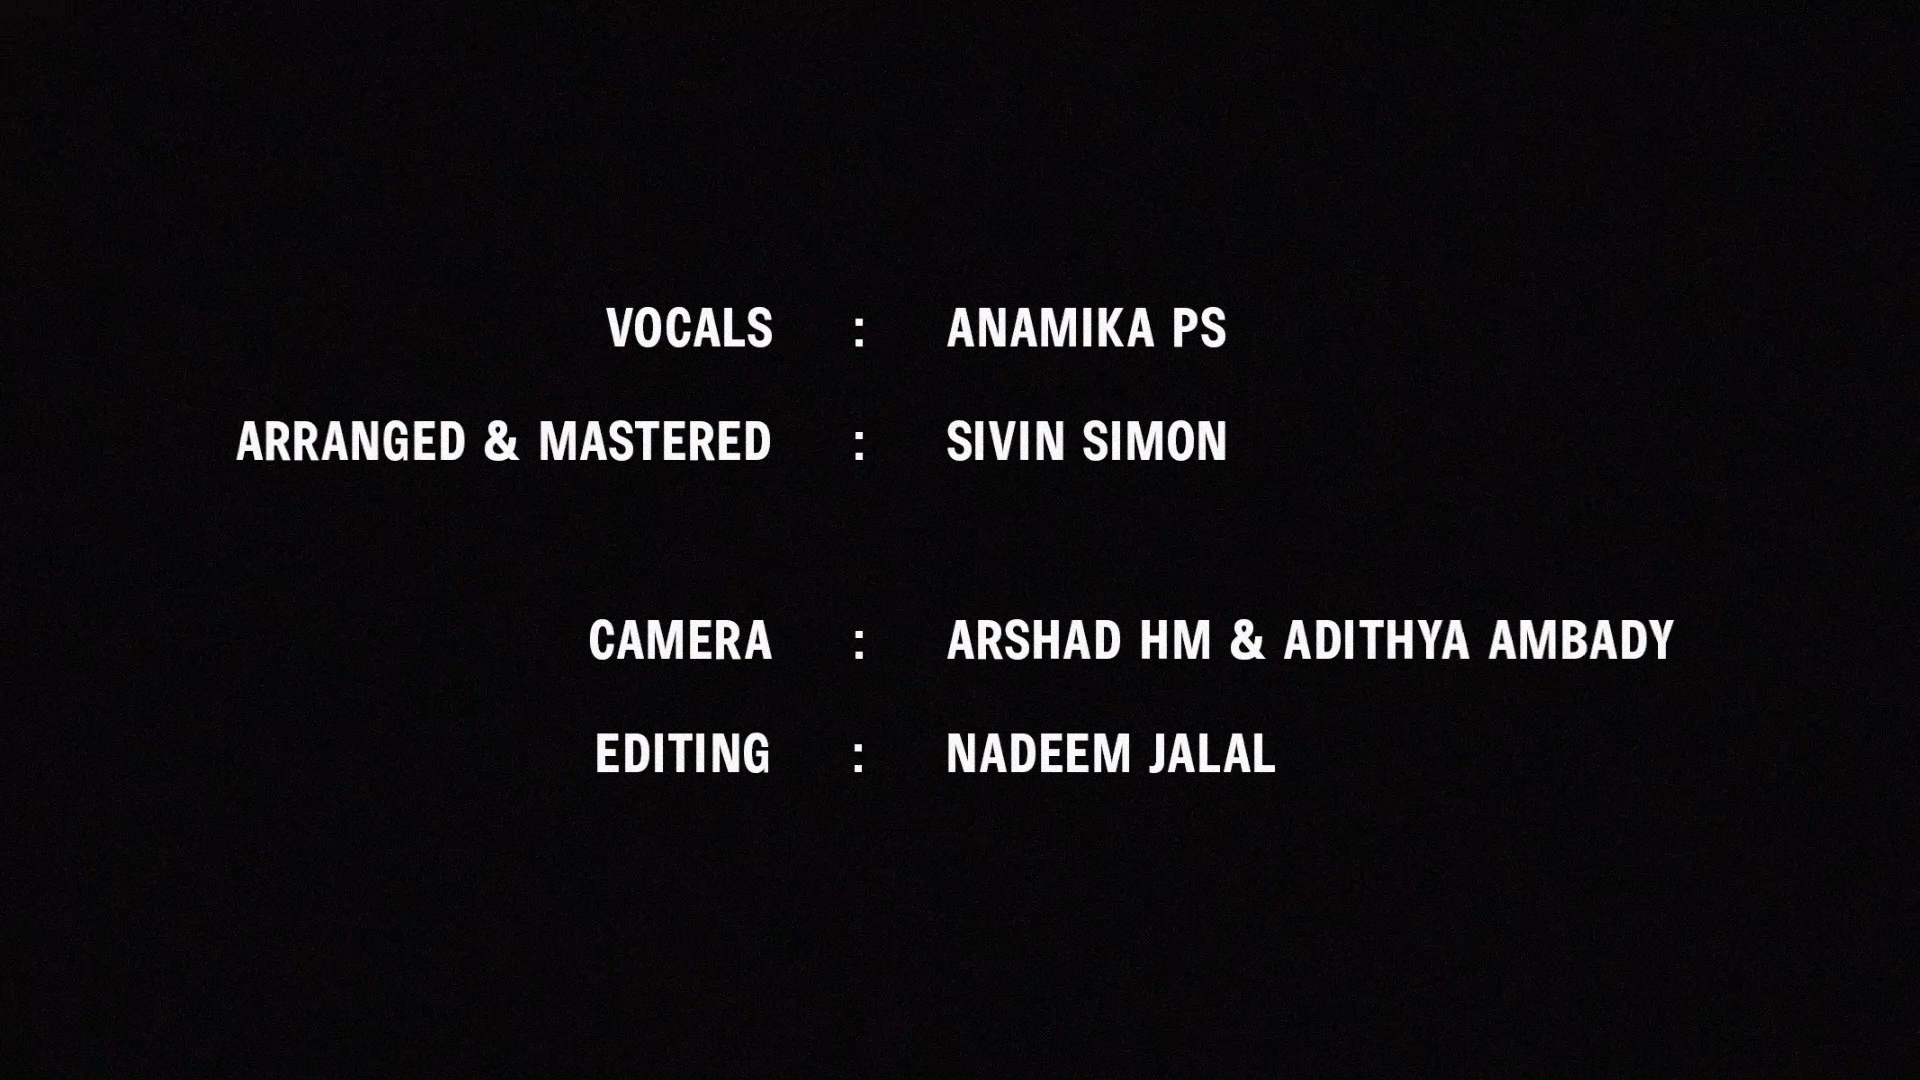 VOCALS : ANAMIKA PS
ARRANGED & MASTERED : SIVIN SIMON
CAMERA : ARSHAD HM & ADITHYA AMBADY
EDITING : NADEEM JALAL